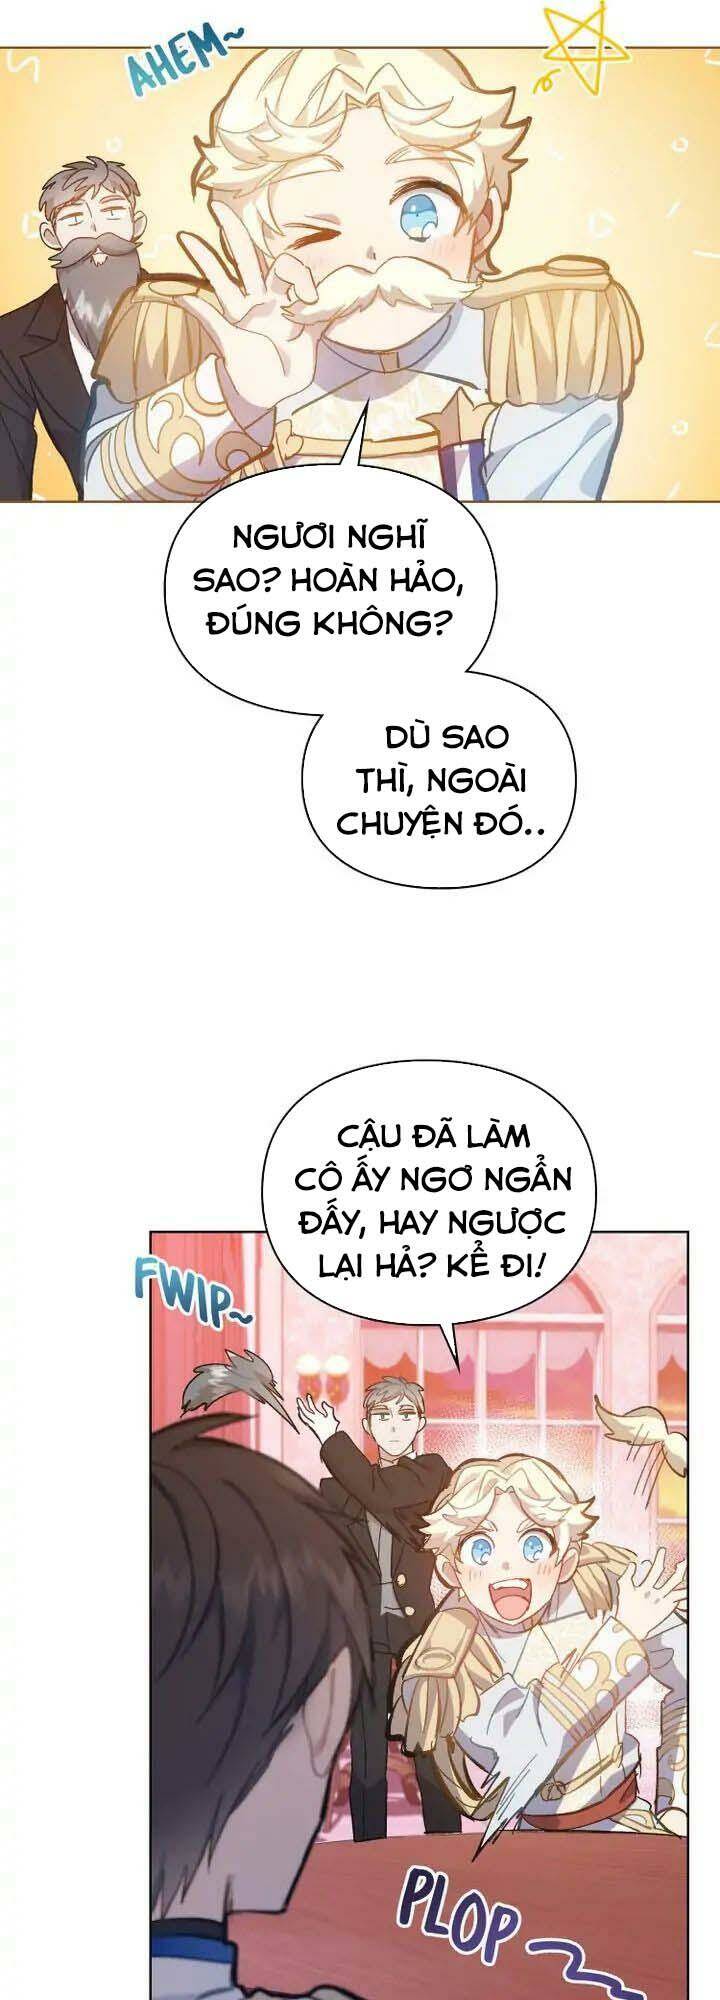 AHEM~
NGƯƠI NGHĨ
SAO? HOÀN HẢO,
ĐÚNG KHÔNG?
DÙ SAO
THÌ, NGOÀI
CHUYỆN ĐÓ..
CẬU ĐÃ LÀM
CÔ ẤY NGƠ NGẨN
ĐẤY, HAY NGƯỢC
LẠI HẢ? KỂ ĐI!
FWIP~
PLOP~